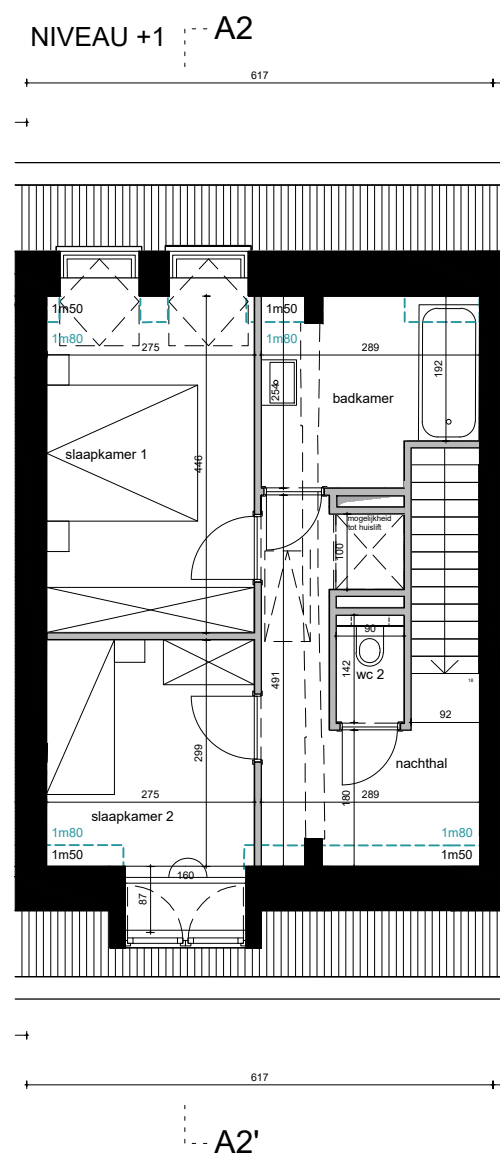 NIVEAU +1
A2
617
1m50
1m80
1m50
1m80
275
289
192
254
badkamer
slaapkamer 1
446
mogelijkheid
tot huislift
100
90
142
wc 2
491
18
92
299
nachthal
180
275
289
slaapkamer 2
1m80
1m50
1m80
1m50
160
87
617
A2'